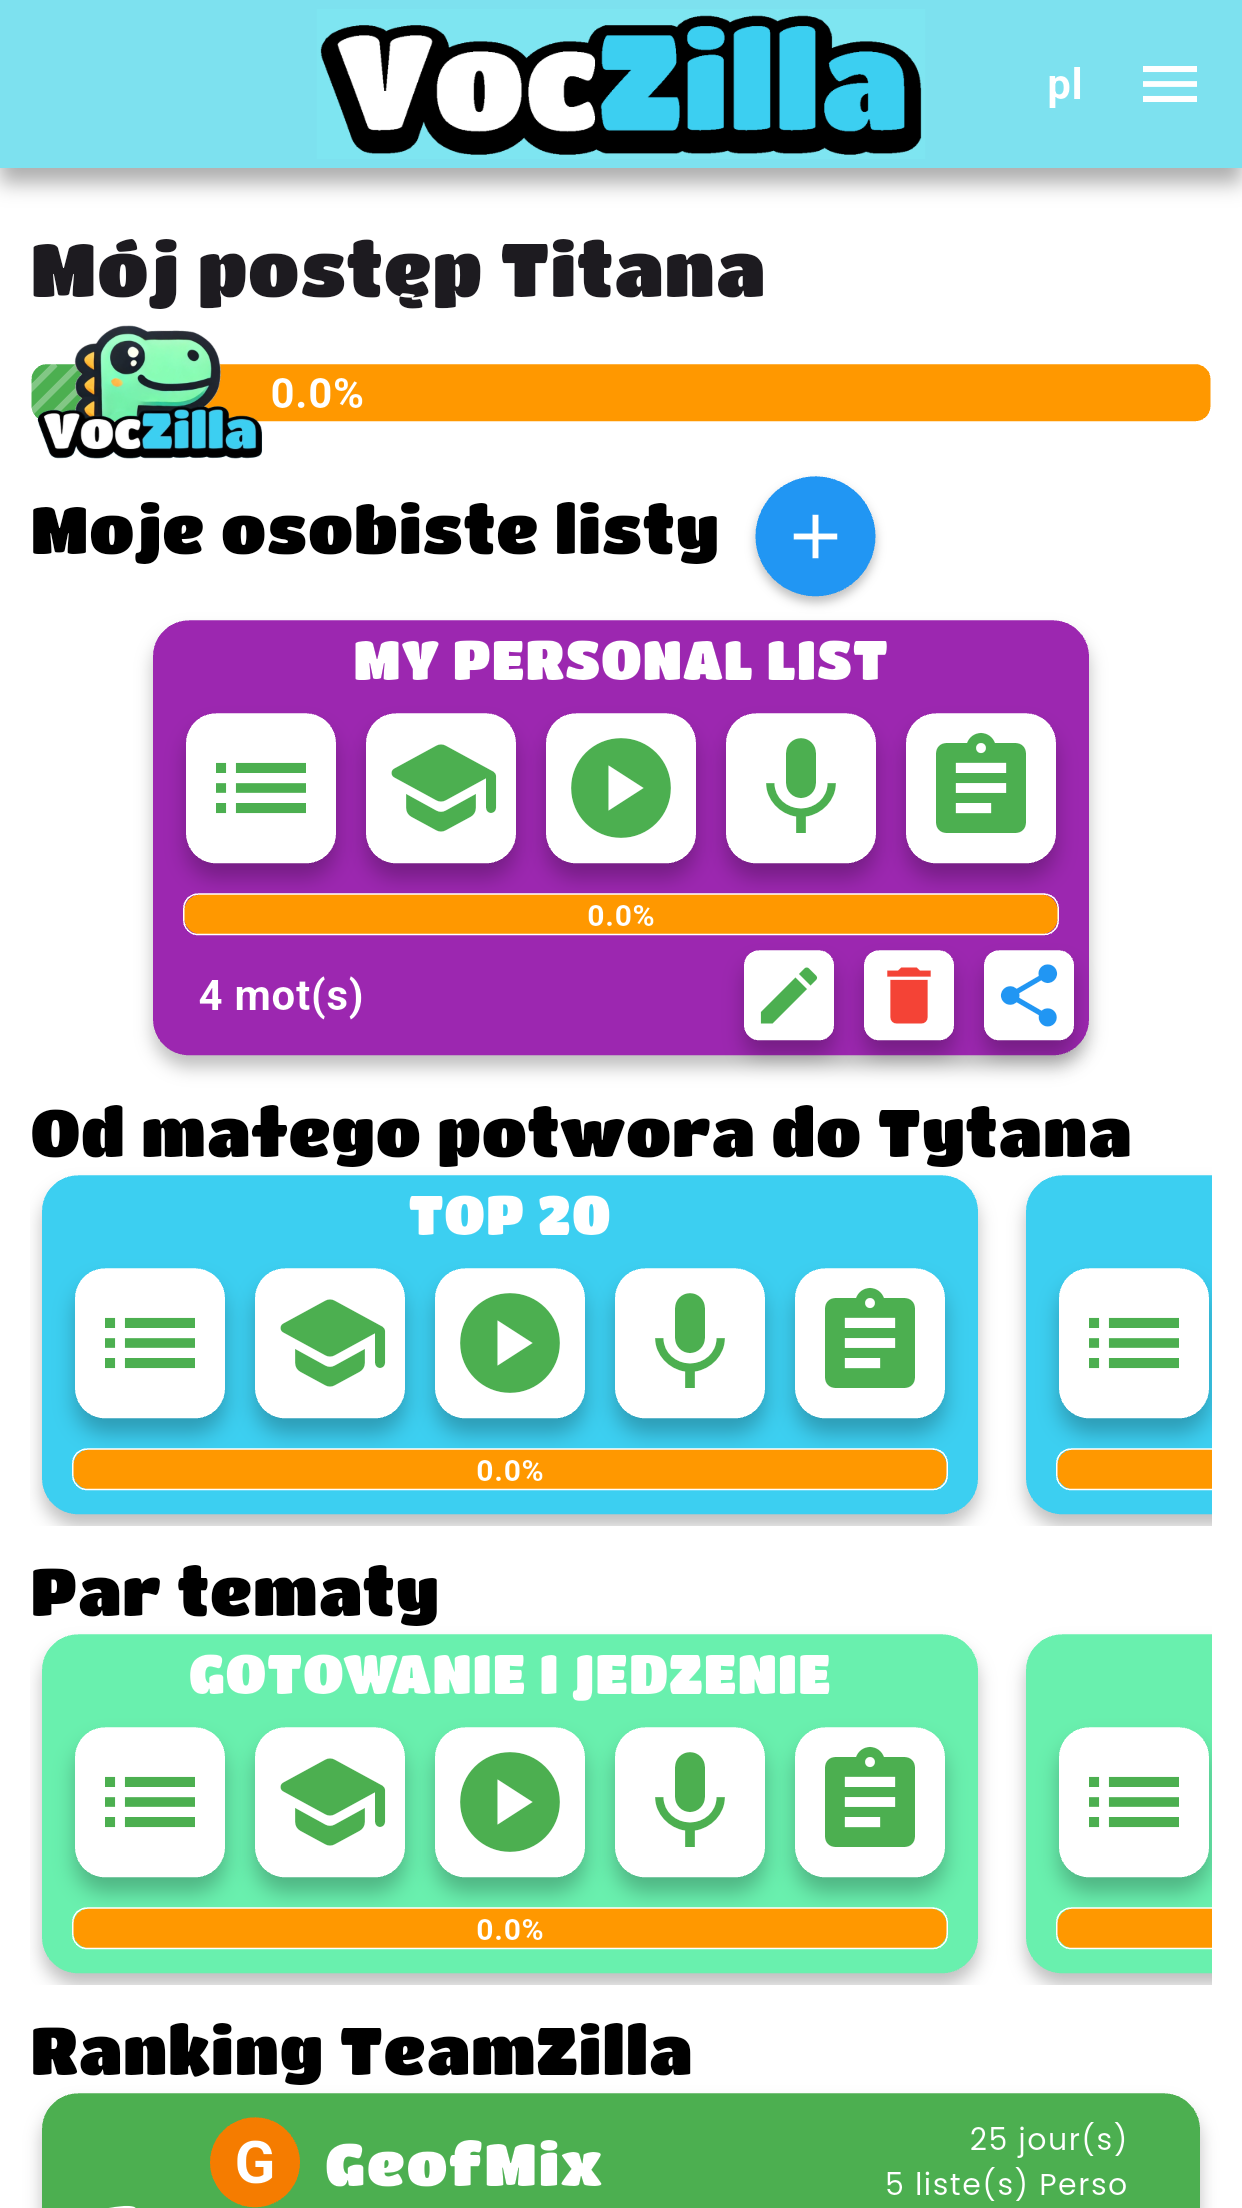 VocZilla
pl
Mój postęp Titana
VocZilla
0.0%
Moje osobiste listy
MY PERSONAL LIST
0.0%
4 mot(s)
Od małego potwora do Tytana
TOP 20
0.0%
Par tematy
GOTOWANIE I JEDZENIE
0.0%
Ranking TeamZilla
G
GeofMix
25 jour(s)
5 liste(s) Perso